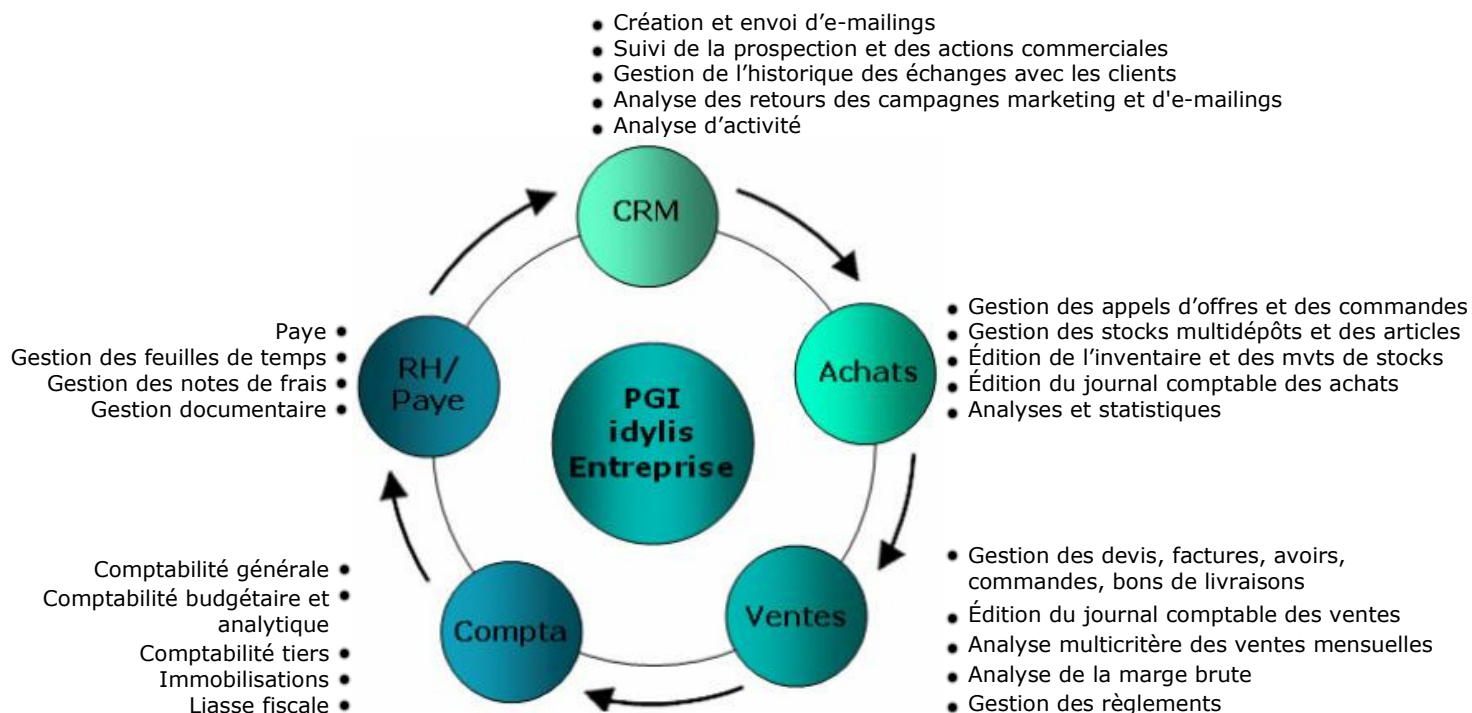 • Création et envoi d’e-mailings
• Suivi de la prospection et des actions commerciales
• Gestion de l’historique des échanges avec les clients
• Analyse des retours des campagnes marketing et d'e-mailings
• Analyse d’activité
CRM
• Gestion des appels d’offres et des commandes
• Gestion des stocks multidépôts et des articles
• Édition de l’inventaire et des mvts de stocks
• Édition du journal comptable des achats
• Analyses et statistiques
Achats
Paye •
Gestion des feuilles de temps •
Gestion des notes de frais •
Gestion documentaire •
RH/
Paye
PGI
idylis
Entreprise
• Gestion des devis, factures, avoirs,
commandes, bons de livraisons
• Édition du journal comptable des ventes
• Analyse multicritère des ventes mensuelles
• Analyse de la marge brute
• Gestion des règlements
Ventes
Comptabilité générale •
Comptabilité budgétaire et •
analytique
Comptabilité tiers •
Immobilisations •
Liasse fiscale •
Compta